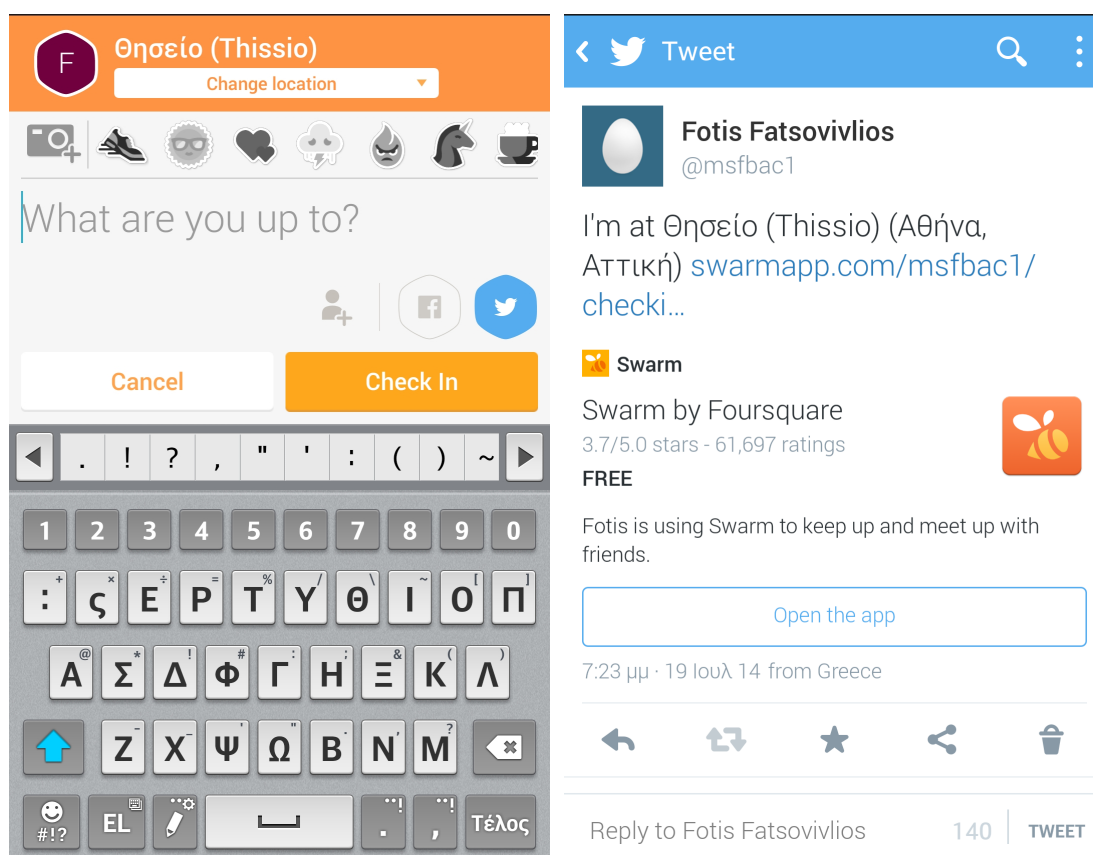 F
Θησείο (Thissio)
Change location
What are you up to?
Cancel
Check In
. ! ? , " ' : ( ) ~
1 2 3 4 5 6 7 8 9 0
+ × ÷ = % / \ ~ [ ]
: ς Ε Ρ Τ Υ Θ Ι Ο Π
@ * ! # : ; & ( )
Α Σ Δ Φ Γ Η Ξ Κ Λ
- _ ' " . ' ?
Ζ Χ Ψ Ω Β Ν Μ
#!? EL . , Τέλος
Tweet
Fotis Fatsovivlios
@msfbac1
I'm at Θησείο (Thissio) (Αθήνα,
Αττική) swarmapp.com/msfbac1/
checki…
Swarm
Swarm by Foursquare
3.7/5.0 stars - 61,697 ratings
FREE
Fotis is using Swarm to keep up and meet up with
friends.
Open the app
7:23 μμ · 19 Ιουλ 14 from Greece
Reply to Fotis Fatsovivlios 140 TWEET